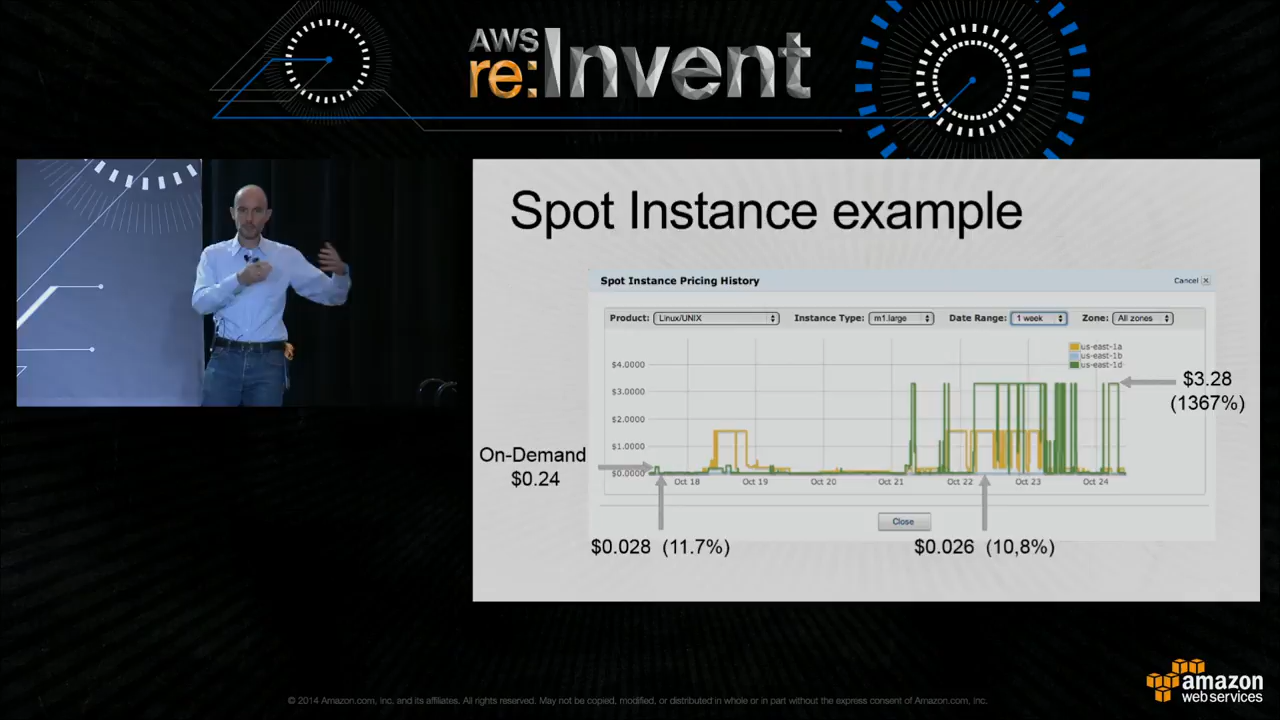 AWS
re:Invent
Spot Instance example
Spot Instance Pricing History
Cancel
Product: Linux/UNIX Instance Type: m1.large Date Range: 1 week Zone: All zones
us-east-1a
us-east-1b
us-east-1d
$4.0000
$3.0000
$2.0000
$1.0000
$0.0000
Oct 18 Oct 19 Oct 20 Oct 21 Oct 22 Oct 23 Oct 24
$3.28
(1367%)
On-Demand
$0.24
Close
$0.028 (11.7%)
$0.026 (10,8%)
amazon
web services
© 2014 Amazon.com, Inc. and its affiliates. All rights reserved. May not be copied, modified, or distributed in whole or in part without the express consent of Amazon.com, Inc.